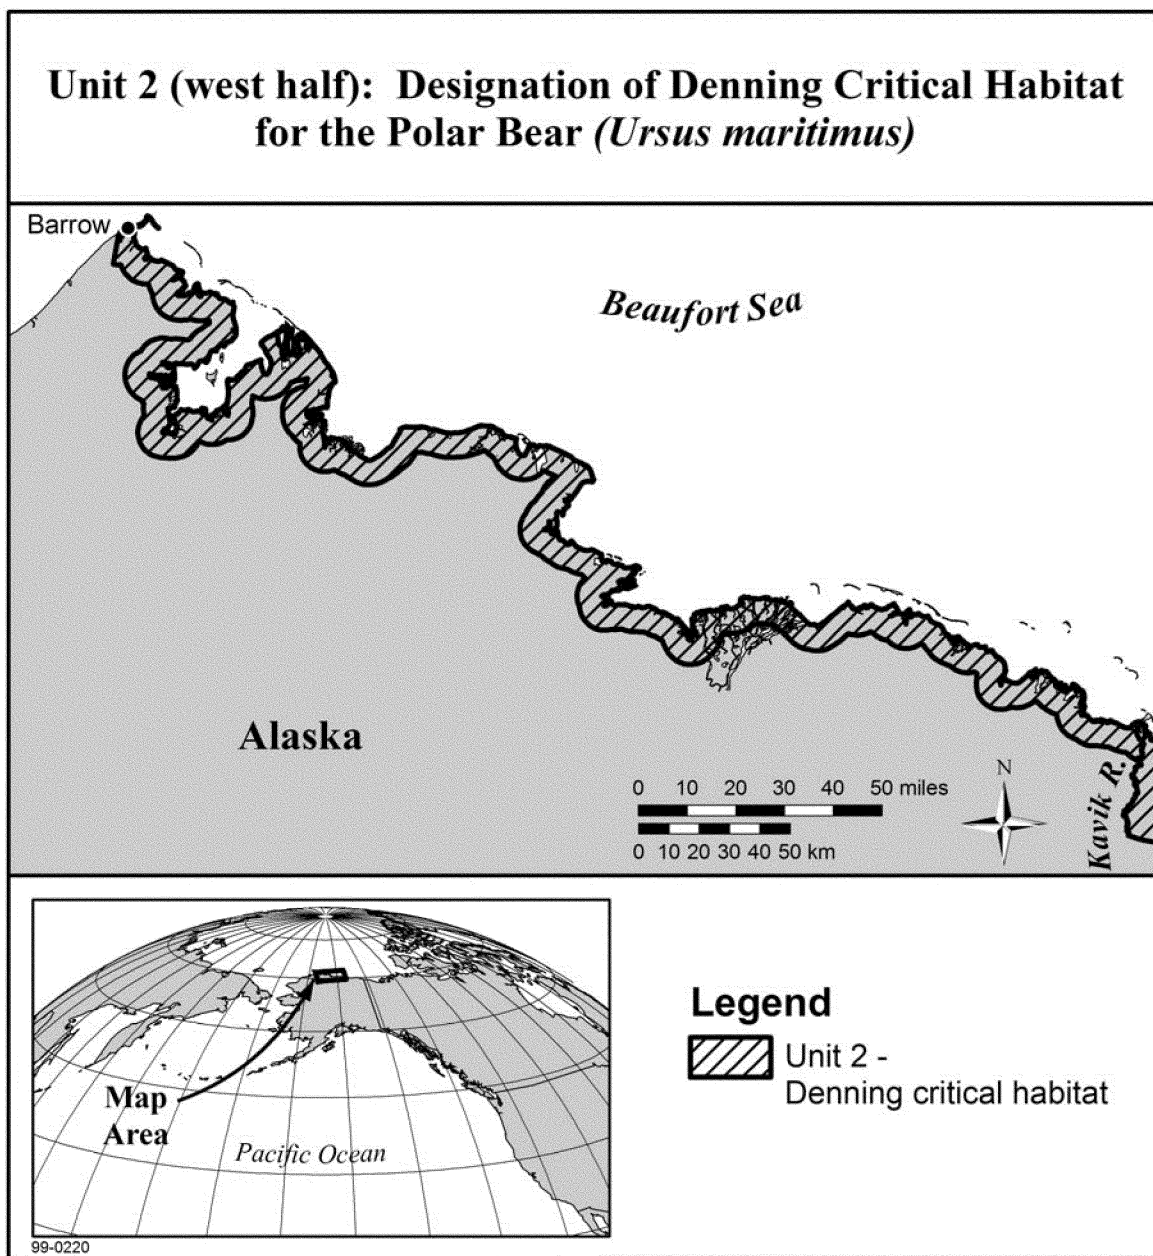 Unit 2 (west half):  Designation of Denning Critical Habitat
for the Polar Bear (Ursus maritimus)
Barrow
Beaufort Sea
Alaska
Kavik R.
N
0 10 20 30 40 50 miles
0 10 20 30 40 50 km
Map
Area
Pacific Ocean
99-0220
Legend
Unit 2 -
Denning critical habitat